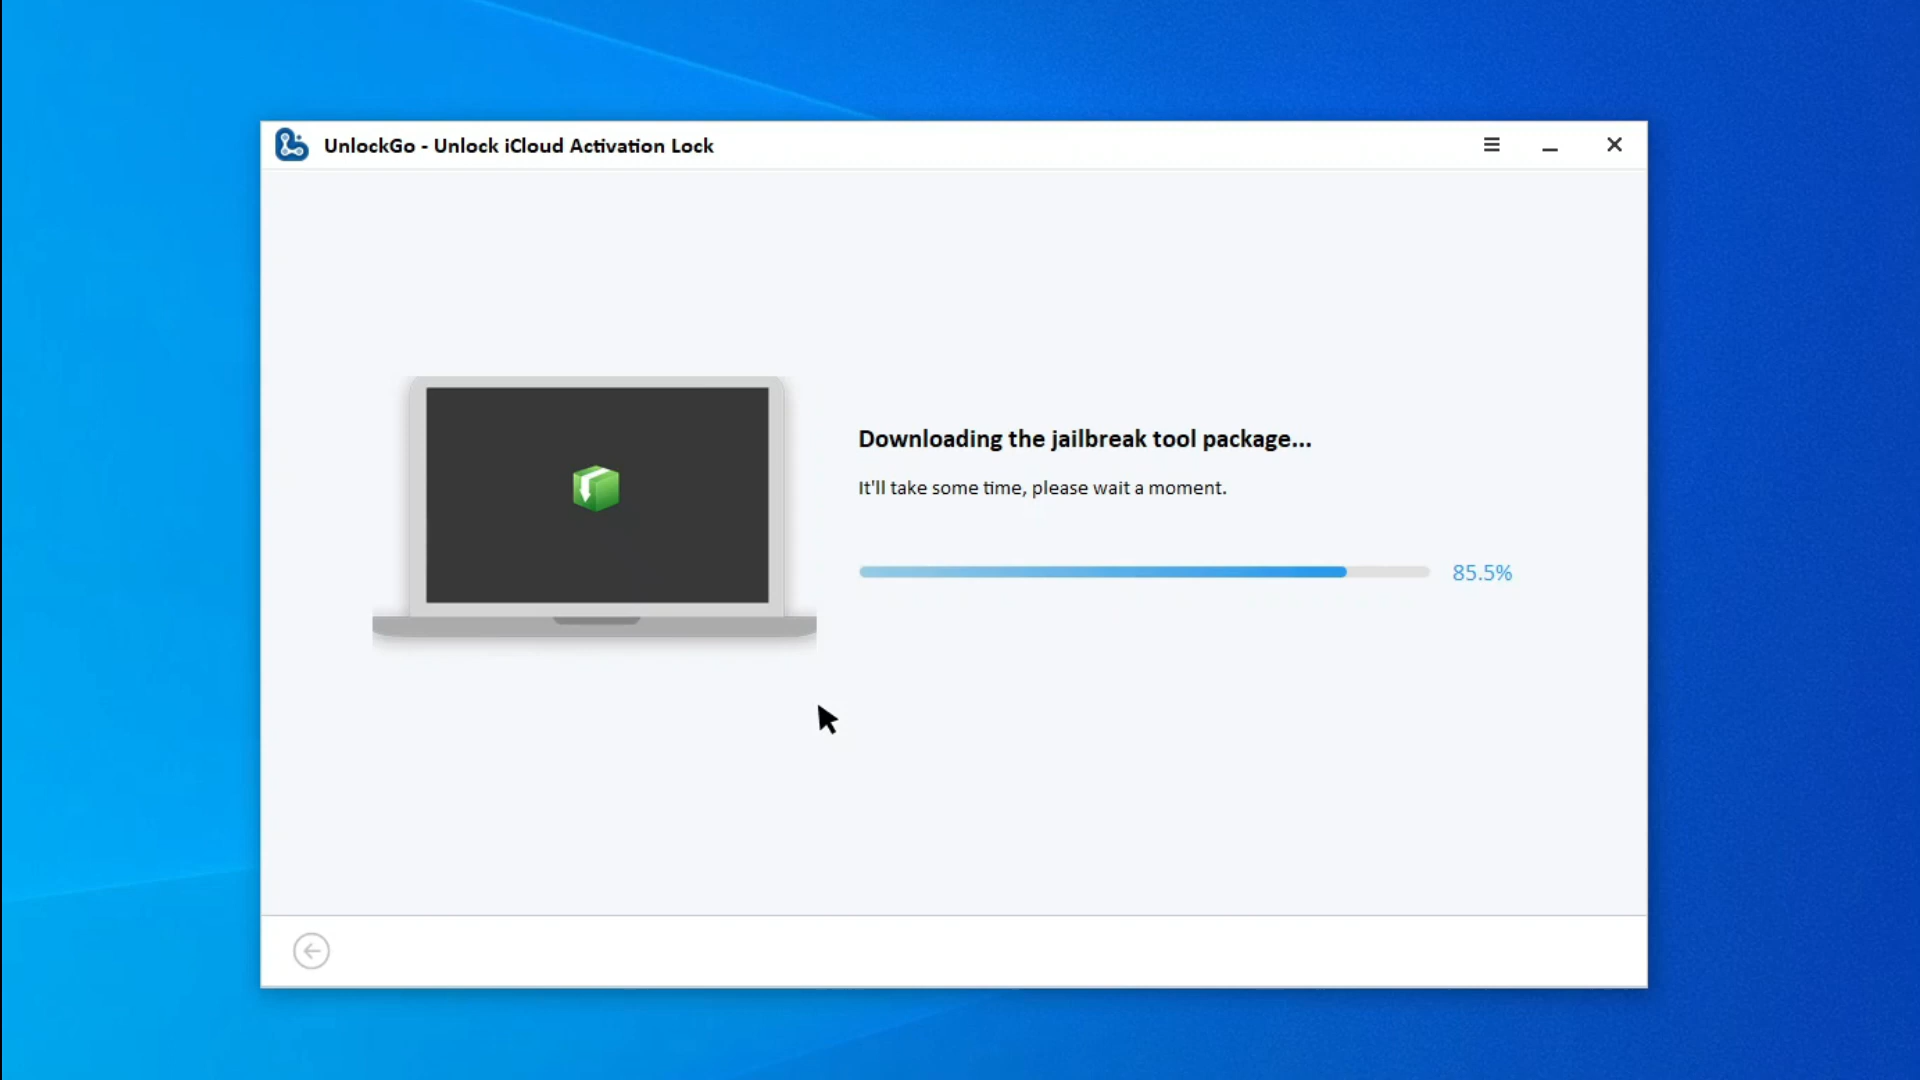 UnlockGo - Unlock iCloud Activation Lock
Downloading the jailbreak tool package...
It'll take some time, please wait a moment.
85.5%